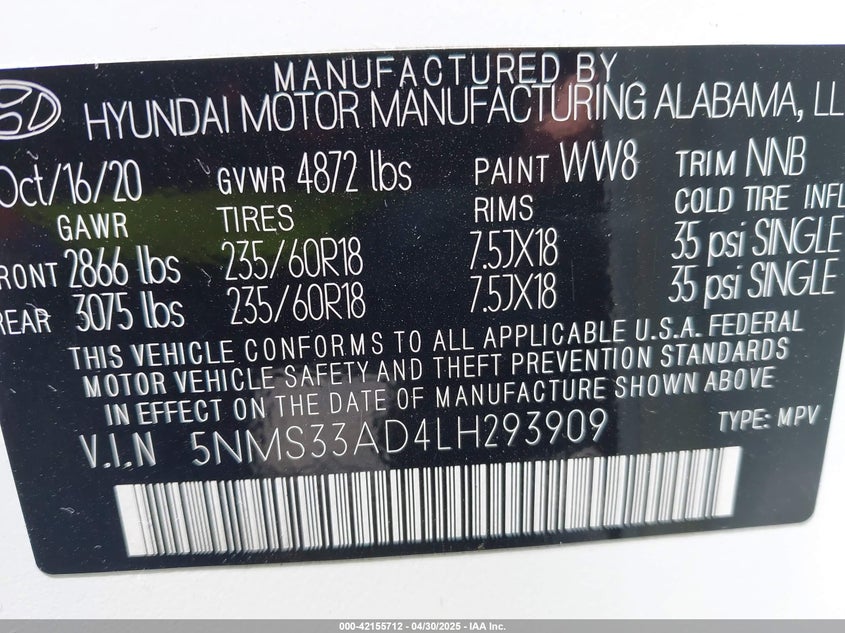 MANUFACTURED BY
HYUNDAI MOTOR MANUFACTURING ALABAMA, LL
Oct/16/20 GVWR 4872 lbs PAINT WW8 TRIM NNB
GAWR TIRES RIMS COLD TIRE INFL
FRONT 2866 lbs 235/60R18 7.5JX18 35 psi SINGLE
REAR 3075 lbs 235/60R18 7.5JX18 35 psi SINGLE
THIS VEHICLE CONFORMS TO ALL APPLICABLE U.S.A. FEDERAL
MOTOR VEHICLE SAFETY AND THEFT PREVENTION STANDARDS
IN EFFECT ON THE DATE OF MANUFACTURE SHOWN ABOVE
V.I.N 5NMS33AD4LH293909 TYPE: MPV
000-42155712 - 04/30/2025 - IAA Inc.